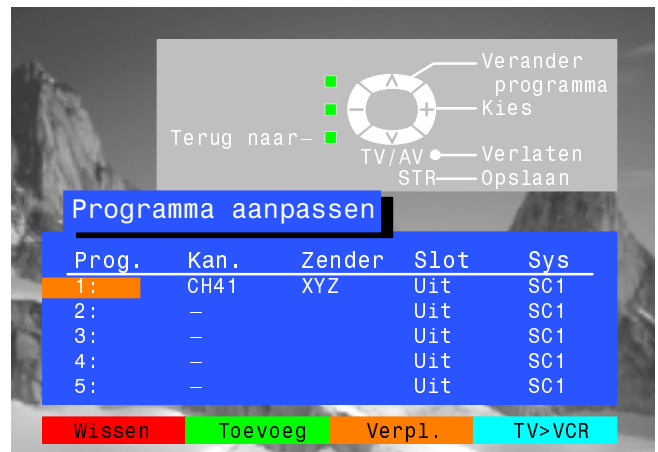 Verander
programma
Kies
Terug naar–
TV/AV Verlaten
STR Opslaan
Programma aanpassen
Prog. Kan. Zender Slot Sys
1: CH41 XYZ Uit SC1
2: – Uit SC1
3: – Uit SC1
4: – Uit SC1
5: – Uit SC1
Wissen Toevoeg Verpl. TV>VCR